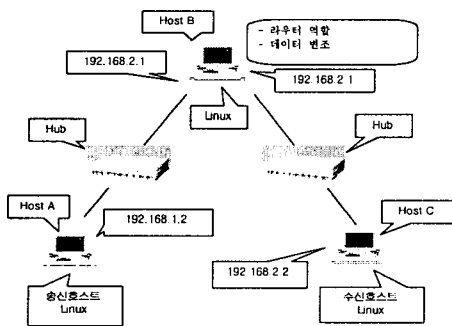 Host B
- 라우터 역할
- 데이터 변조
192.168.2.1
192.168.2 1
Linux
Hub
Hub
Host A
192.168.1.2
Host C
192 168 2 2
송신호스트
Linux
수신호스트
Linux